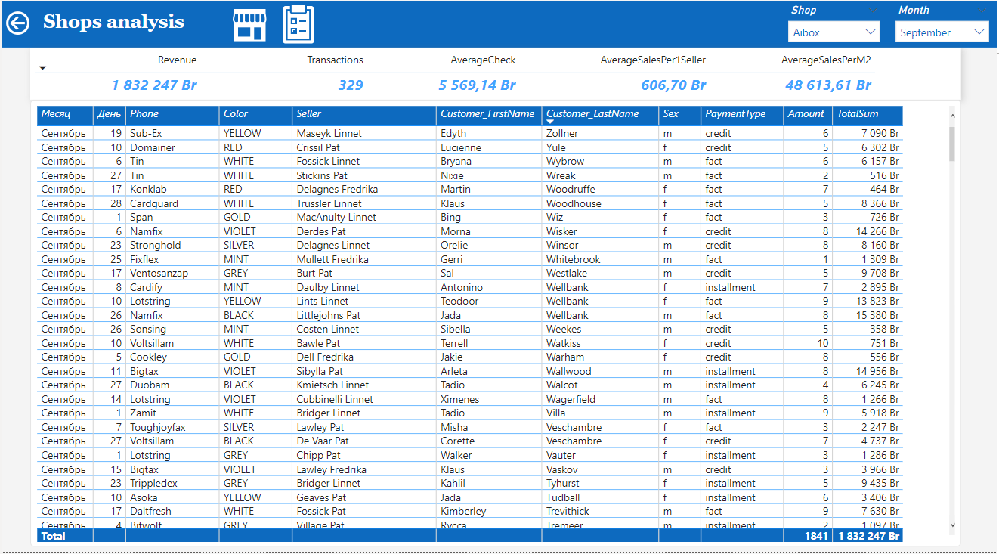 Shops analysis
Shop Month
Aibox September
Revenue Transactions AverageCheck AverageSalesPer1Seller AverageSalesPerM2
1 832 247 Br 329 5 569,14 Br 606,70 Br 48 613,61 Br
Месяц День Phone Color Seller Customer_FirstName Customer_LastName Sex PaymentType Amount TotalSum
Сентябрь 19 Sub-Ex YELLOW Maseyk Linnet Edyth Zollner m credit 6 7 090 Br
Сентябрь 10 Domainer RED Crissil Pat Lucienne Yule f credit 5 6 302 Br
Сентябрь 6 Tin WHITE Fossick Linnet Bryana Wybrow m fact 6 6 157 Br
Сентябрь 27 Tin WHITE Stickins Pat Nixie Wreak m fact 2 516 Br
Сентябрь 17 Konklab RED Delagnes Fredrika Martin Woodruffe f fact 7 464 Br
Сентябрь 28 Cardguard WHITE Trussler Linnet Klaus Woodhouse f fact 5 8 366 Br
Сентябрь 1 Span GOLD MacAnulty Linnet Bing Wiz f fact 3 726 Br
Сентябрь 6 Namfix VIOLET Derdes Pat Morna Wisker f credit 8 14 266 Br
Сентябрь 23 Stronghold SILVER Delagnes Linnet Orelie Winsor m credit 8 8 160 Br
Сентябрь 25 Fixflex MINT Mullett Fredrika Gerri Whitebrook m fact 1 1 309 Br
Сентябрь 17 Ventosanzap GREY Burt Pat Sal Westlake m credit 5 9 708 Br
Сентябрь 8 Cardify MINT Daulby Linnet Antonino Wellbank f installment 7 2 895 Br
Сентябрь 10 Lotstring YELLOW Lints Linnet Teodoor Wellbank f fact 9 13 823 Br
Сентябрь 26 Namfix BLACK Littlejohns Pat Jada Wellbank m fact 8 15 380 Br
Сентябрь 26 Sonsing MINT Costen Linnet Sibella Weekes m credit 5 358 Br
Сентябрь 10 Voltsillam WHITE Bawle Pat Terrell Watkiss f credit 10 751 Br
Сентябрь 5 Cookley GOLD Dell Fredrika Jakie Warham f credit 8 556 Br
Сентябрь 11 Bigtax VIOLET Sibylla Pat Arleta Wallwood m installment 8 14 956 Br
Сентябрь 27 Duobam BLACK Kmietsch Linnet Tadio Walcot m installment 4 6 245 Br
Сентябрь 14 Lotstring VIOLET Cubbinelli Linnet Ximenes Wagerfield m fact 8 1 266 Br
Сентябрь 1 Zamit WHITE Bridger Linnet Tadio Villa m installment 9 5 918 Br
Сентябрь 7 Toughjoyfax SILVER Lawley Pat Misha Veschambre f fact 3 2 247 Br
Сентябрь 27 Voltsillam BLACK De Vaar Pat Corette Veschambre f credit 7 4 737 Br
Сентябрь 1 Lotstring GREY Chipp Pat Walker Vauter f installment 3 1 286 Br
Сентябрь 15 Bigtax VIOLET Lawley Fredrika Klaus Vaskov m credit 3 3 966 Br
Сентябрь 23 Trippledex GREY Bridger Linnet Kahlil Tyhurst f installment 5 9 435 Br
Сентябрь 10 Asoka YELLOW Geaves Pat Jada Tudball f installment 6 3 406 Br
Сентябрь 17 Daltfresh WHITE Fossick Pat Kimberley Trevithick m fact 9 7 630 Br
Сентябрь 4 Bitwolf GREY Village Pat Rycca Tremeer m installment 2 1 097 Br
Total 1841 1 832 247 Br